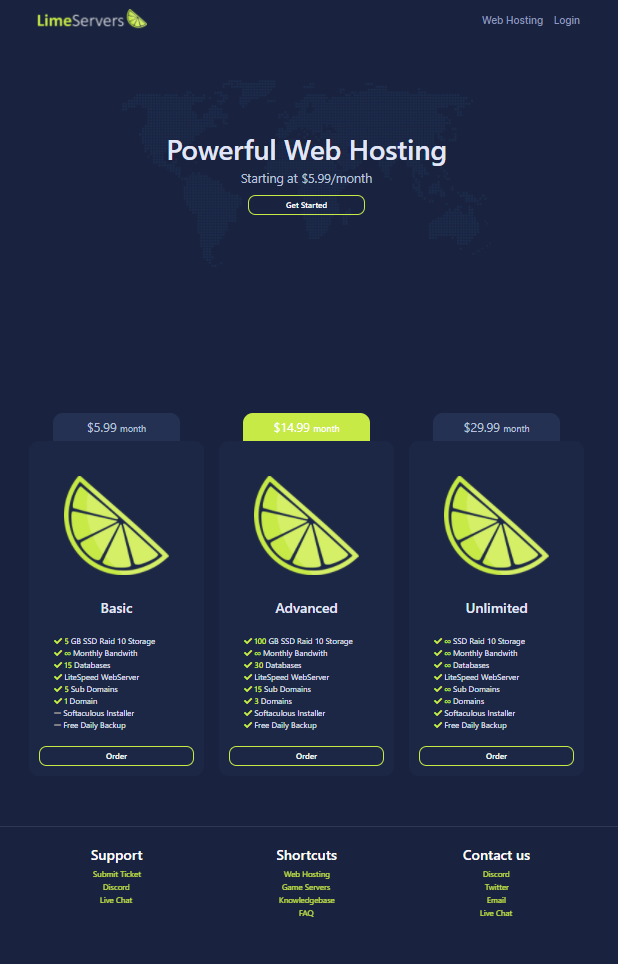 LimeServers
Web Hosting Login
Powerful Web Hosting
Starting at $5.99/month
Get Started
$5.99 month
Basic
5 GB SSD Raid 10 Storage
∞ Monthly Bandwith
15 Databases
LiteSpeed WebServer
5 Sub Domains
1 Domain
Softaculous Installer
Free Daily Backup
Order
$14.99 month
Advanced
100 GB SSD Raid 10 Storage
∞ Monthly Bandwith
30 Databases
LiteSpeed WebServer
15 Sub Domains
3 Domains
Softaculous Installer
Free Daily Backup
Order
$29.99 month
Unlimited
∞ SSD Raid 10 Storage
∞ Monthly Bandwith
∞ Databases
LiteSpeed WebServer
∞ Sub Domains
∞ Domains
Softaculous Installer
Free Daily Backup
Order
Support
Submit Ticket
Discord
Live Chat
Shortcuts
Web Hosting
Game Servers
Knowledgebase
FAQ
Contact us
Discord
Twitter
Email
Live Chat